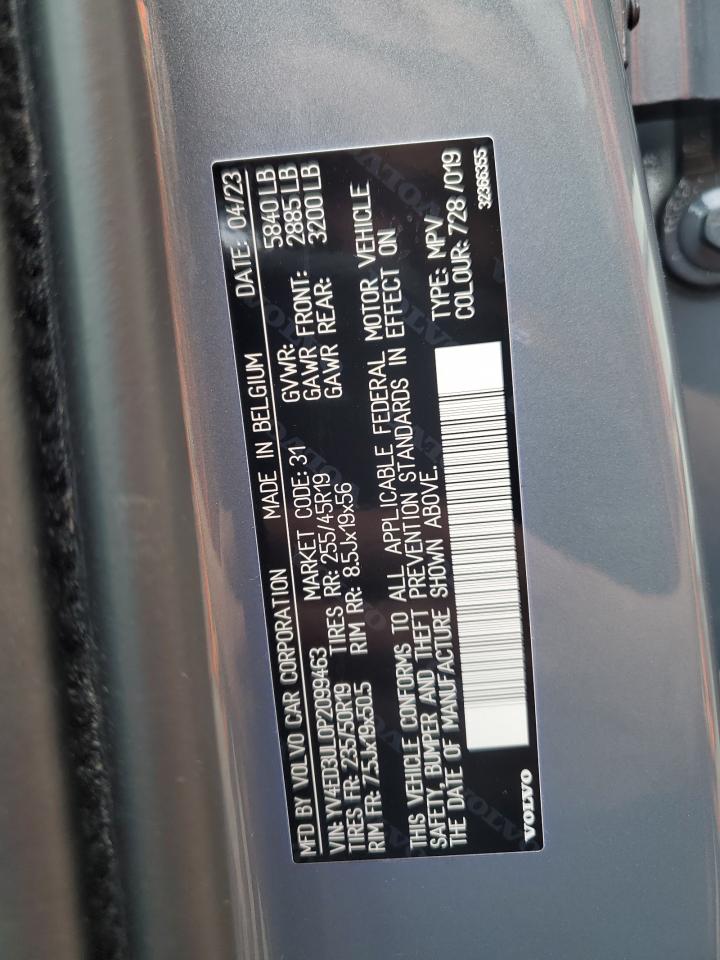 MFD BY VOLVO CAR CORPORATION MADE IN BELGIUM DATE: 04/23
VIN: YV4ED3UL0P2099463 MARKET CODE: 31 GVWR: 5840 LB
TIRES FR: 235/50R19 TIRES RR: 255/45R19 GAWR FRONT: 2885 LB
RIM FR: 7.5Jx19x50.5 RIM RR: 8.5Jx19x56 GAWR REAR: 3200 LB
THIS VEHICLE CONFORMS TO ALL APPLICABLE FEDERAL MOTOR VEHICLE
SAFETY, BUMPER AND THEFT PREVENTION STANDARDS IN EFFECT ON
THE DATE OF MANUFACTURE SHOWN ABOVE.
TYPE: MPV
COLOUR: 728 /019
VOLVO
32366355